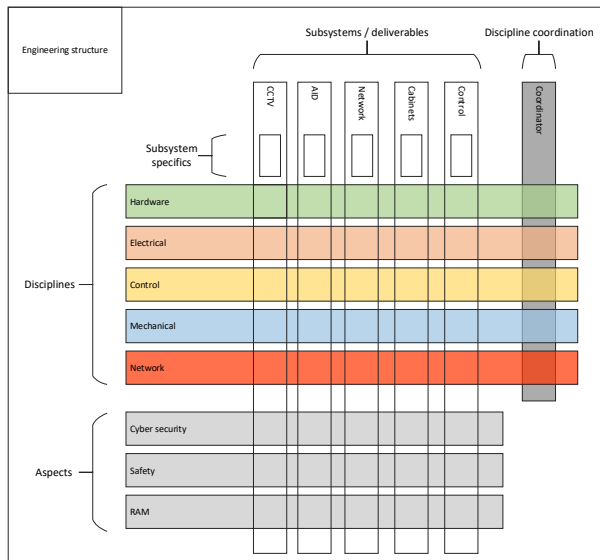 Engineering structure
Subsystems / deliverables
Discipline coordination
CCTV
AID
Network
Cabinets
Control
Coordinator
Subsystem
specifics
Disciplines
Hardware
Electrical
Control
Mechanical
Network
Aspects
Cyber security
Safety
RAM